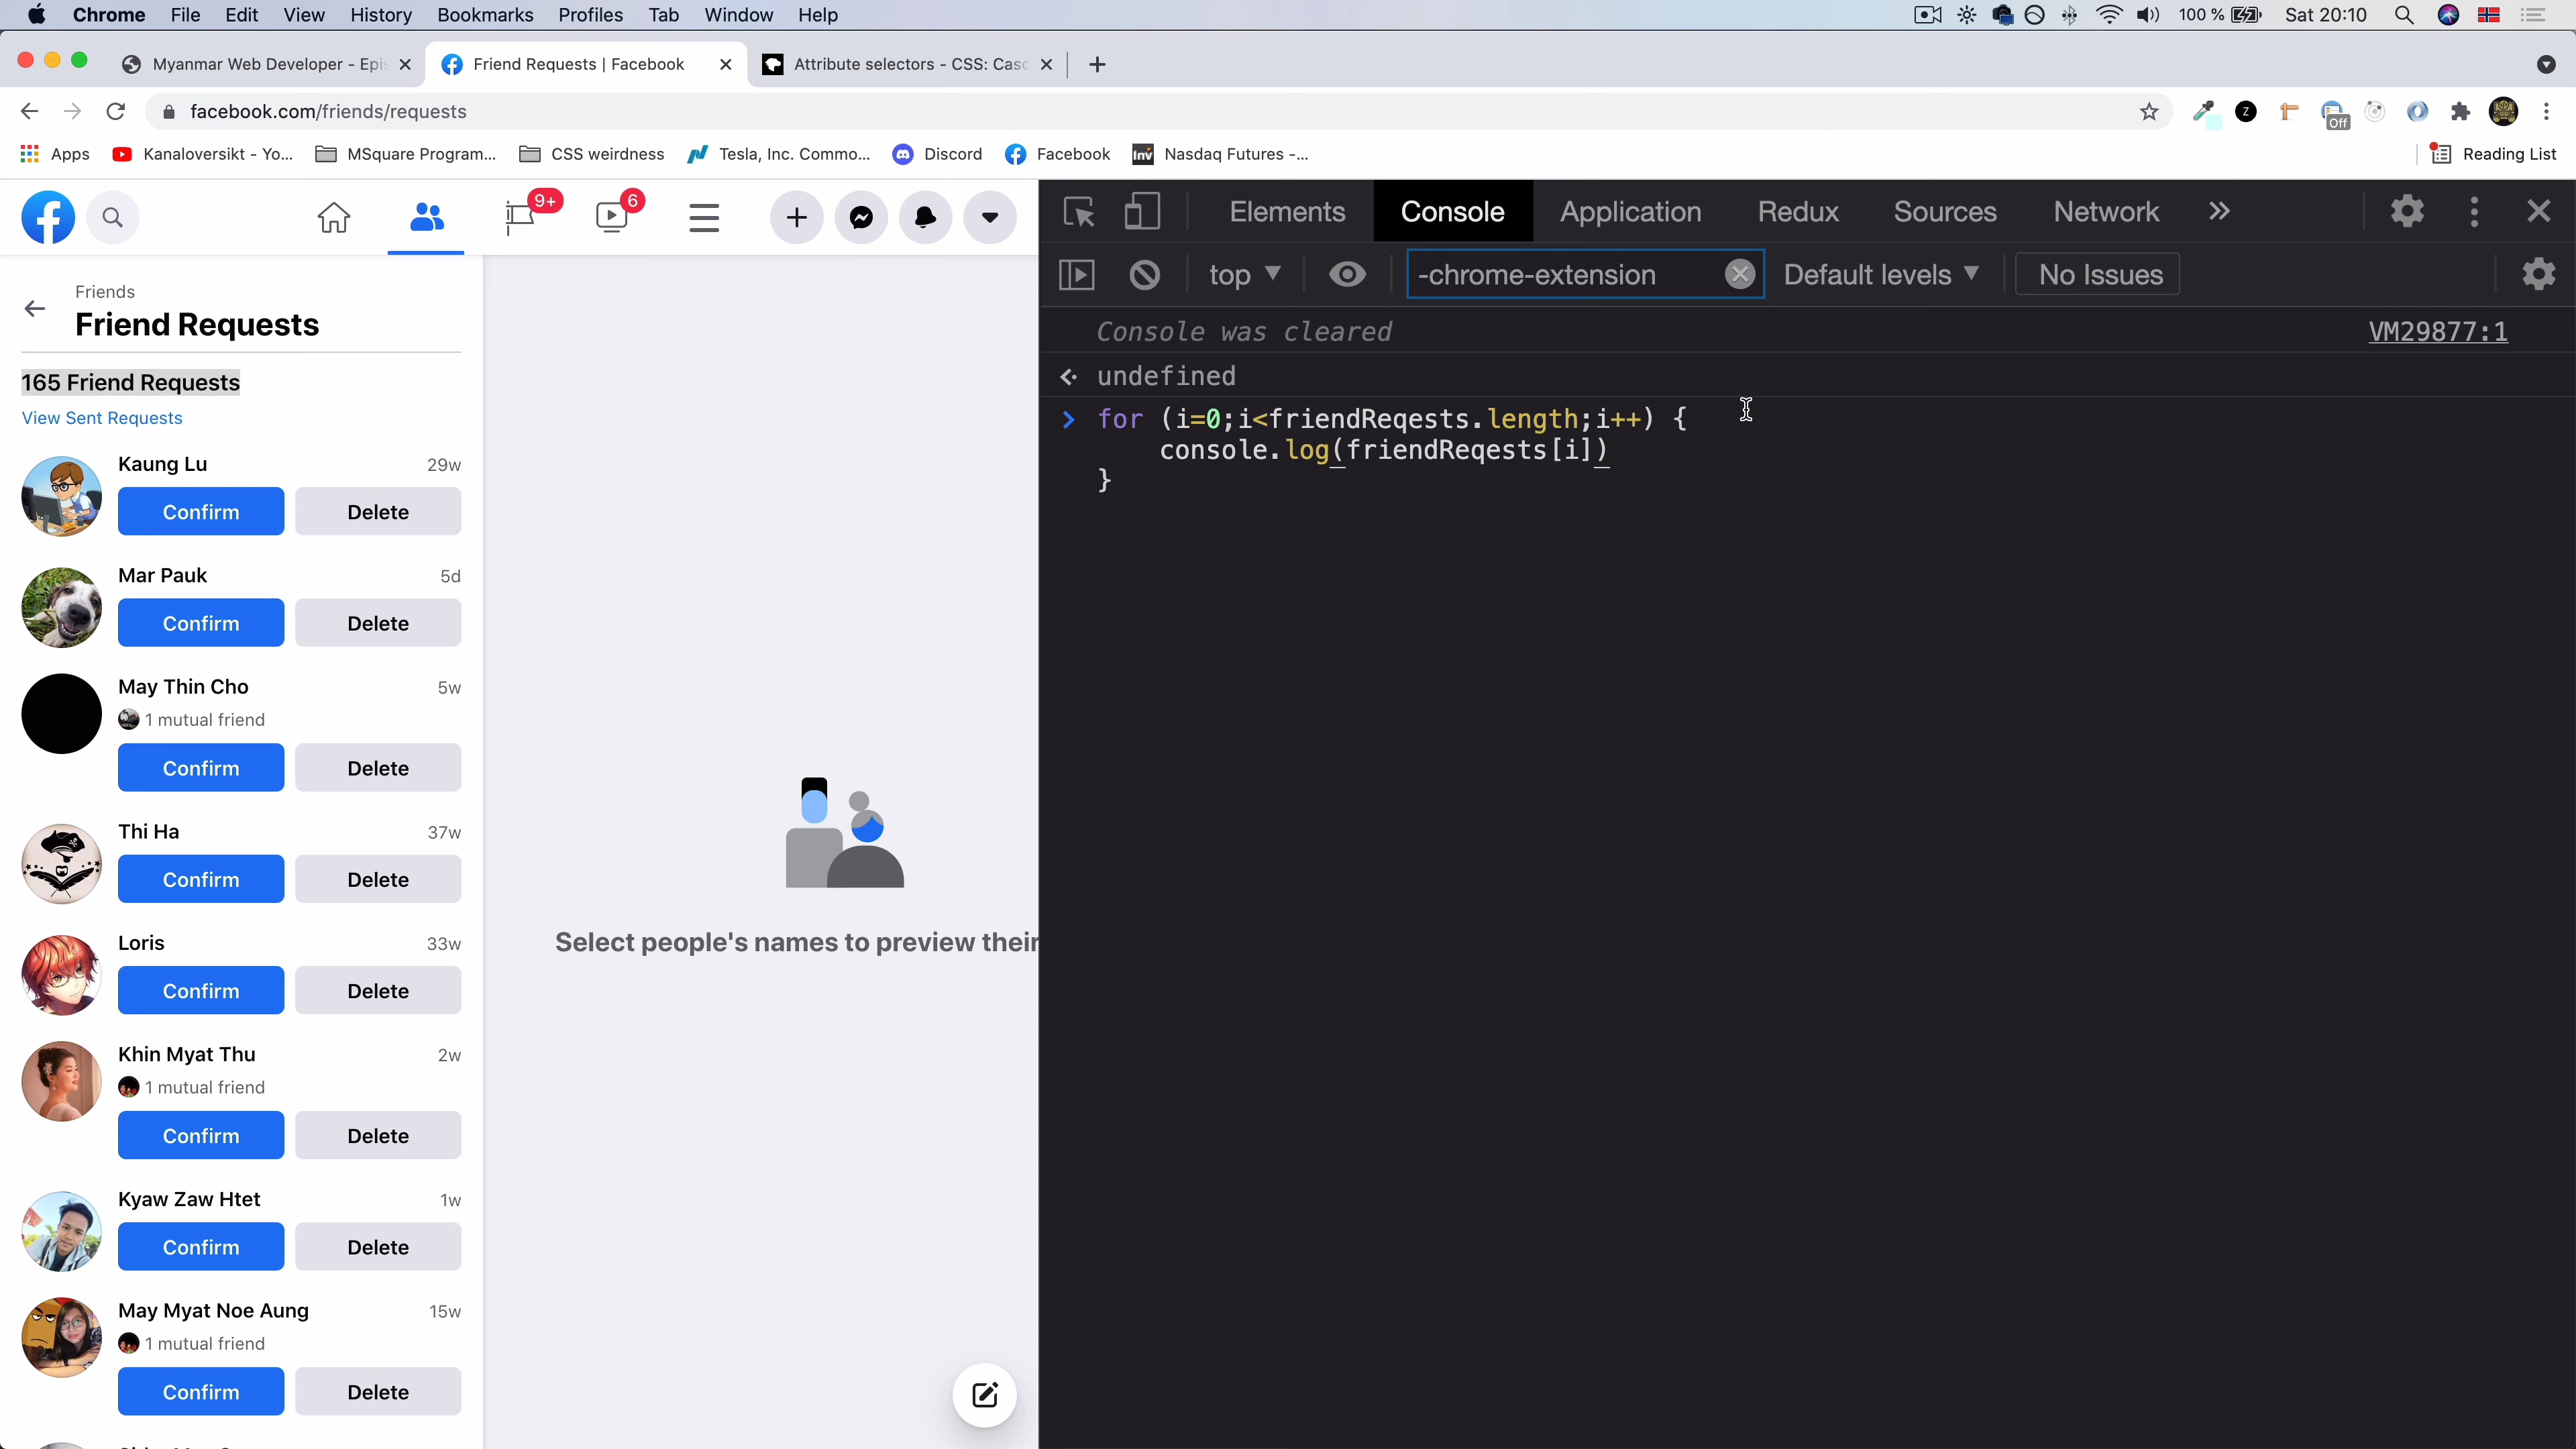 Chrome File Edit View History Bookmarks Profiles Tab Window Help 100 % Sat 20:10
Myanmar Web Developer - Epis
Friend Requests | Facebook
Attribute selectors - CSS: Casc
facebook.com/friends/requests
Off
Apps
Kanaloversikt - Yo...
MSquare Program...
CSS weirdness
Tesla, Inc. Commo...
Discord
Facebook
Inv
Nasdaq Futures -...
Reading List
9+
6
Elements Console Application Redux Sources Network
top
-chrome-extension
Default levels
No Issues
Console was cleared
VM29877:1
undefined
for (i=0;i<friendReqests.length;i++) {
console.log(friendReqests[i])
}
Friends
Friend Requests
165 Friend Requests
View Sent Requests
Kaung Lu 29w
Confirm Delete
Mar Pauk 5d
Confirm Delete
May Thin Cho 5w
1 mutual friend
Confirm Delete
Thi Ha 37w
Confirm Delete
Loris 33w
Confirm Delete
Khin Myat Thu 2w
1 mutual friend
Confirm Delete
Kyaw Zaw Htet 1w
Confirm Delete
May Myat Noe Aung 15w
1 mutual friend
Confirm Delete
Select people's names to preview their